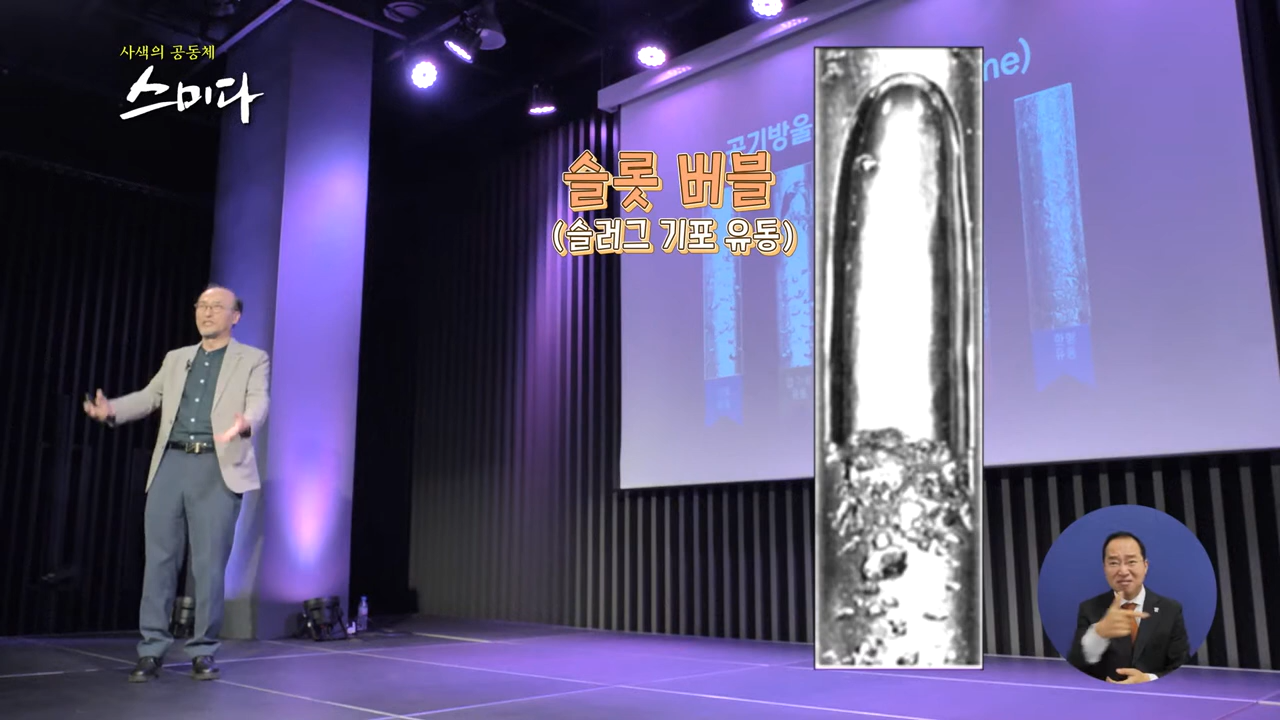 사색의 공동체
스미다
me)
공기방울
슬롯 버블
(슬러그 기포 유동)